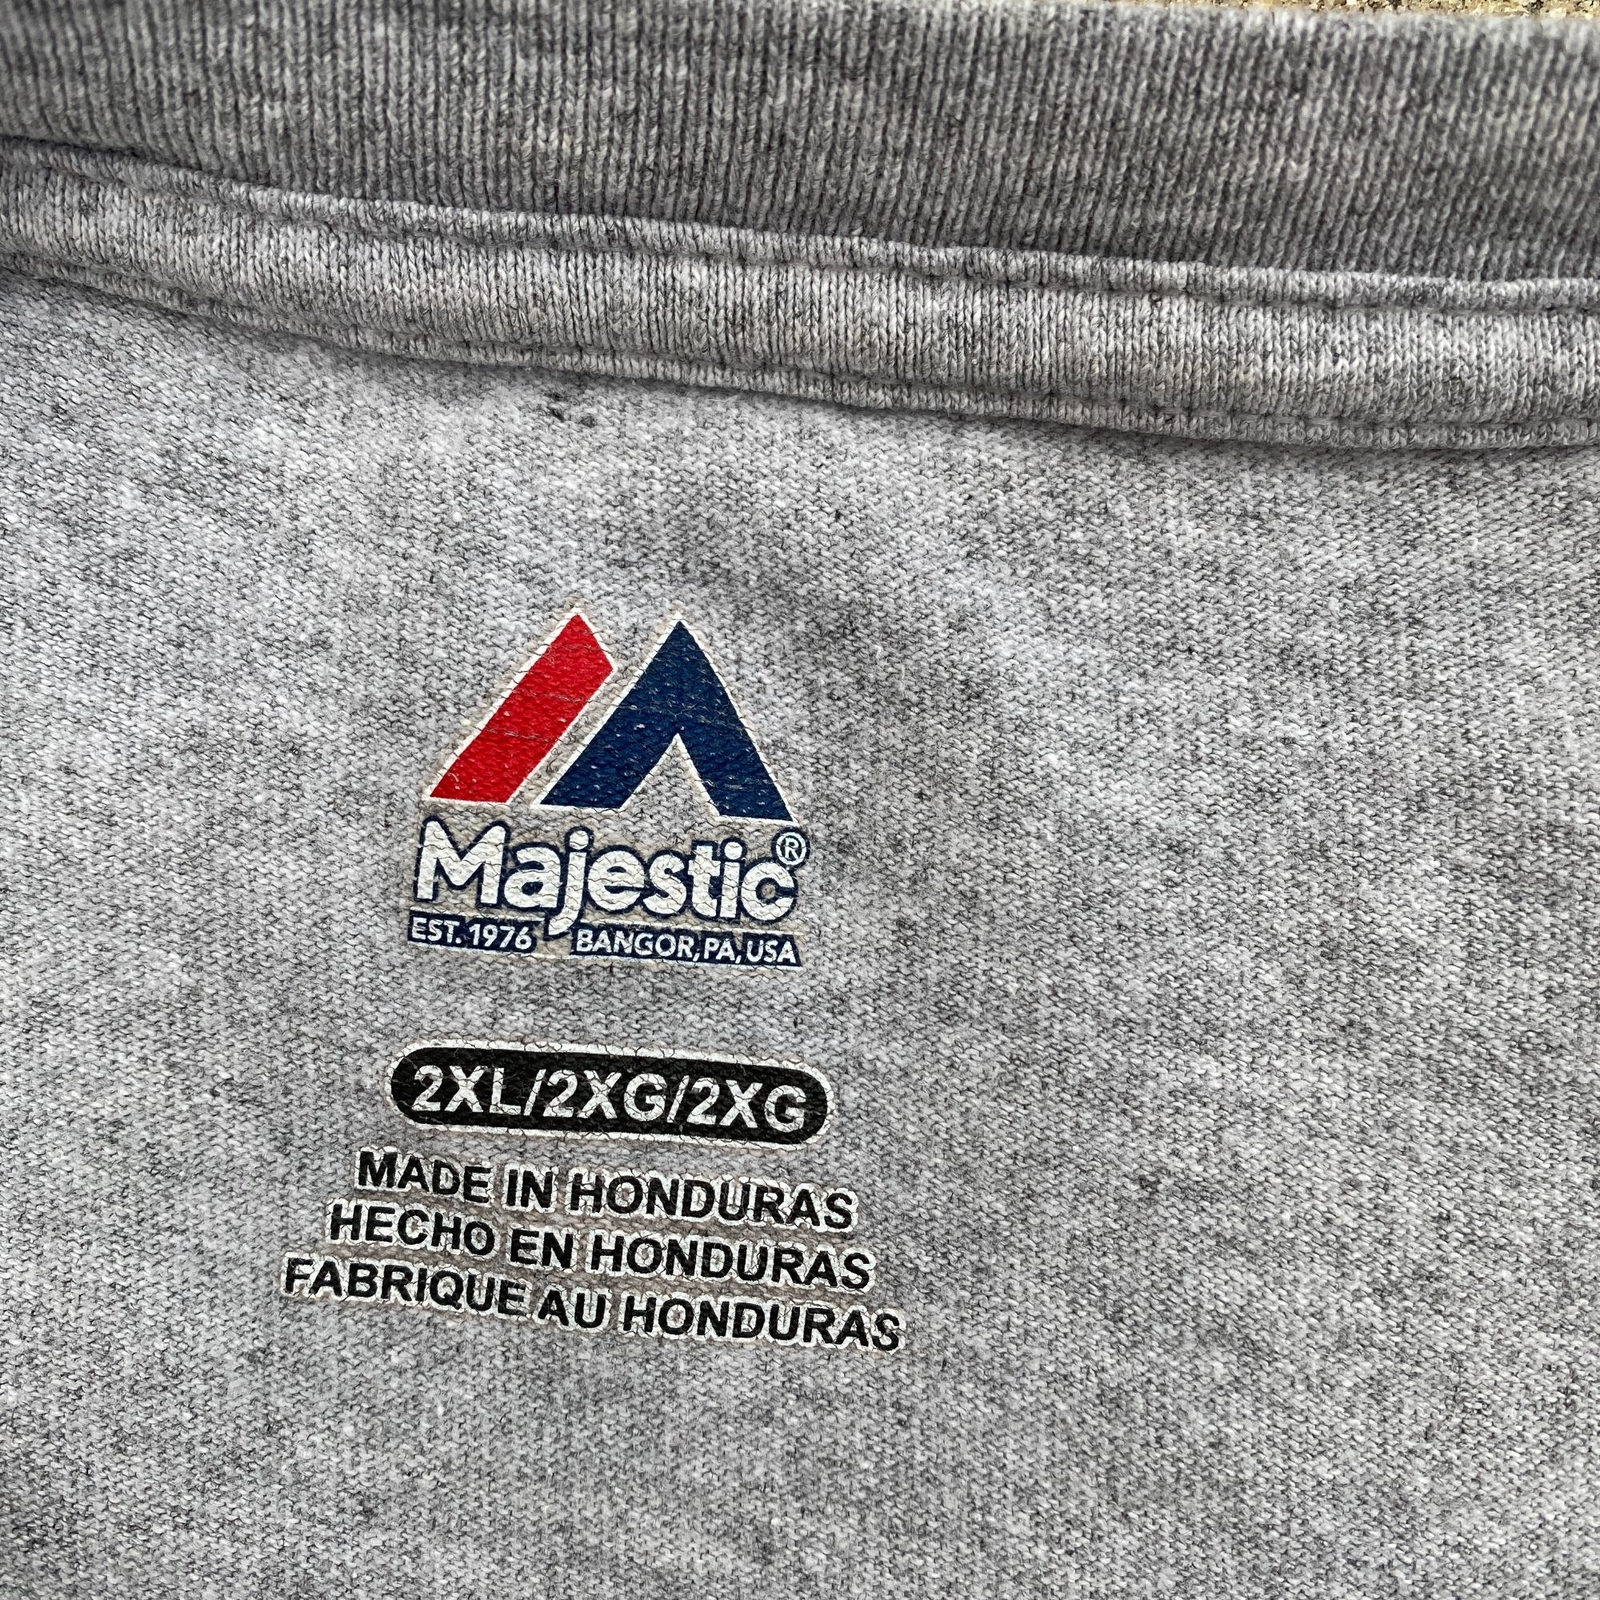 Majestic®
EST. 1976 BANGOR, PA, USA
2XL/2XG/2XG
MADE IN HONDURAS
HECHO EN HONDURAS
FABRIQUE AU HONDURAS